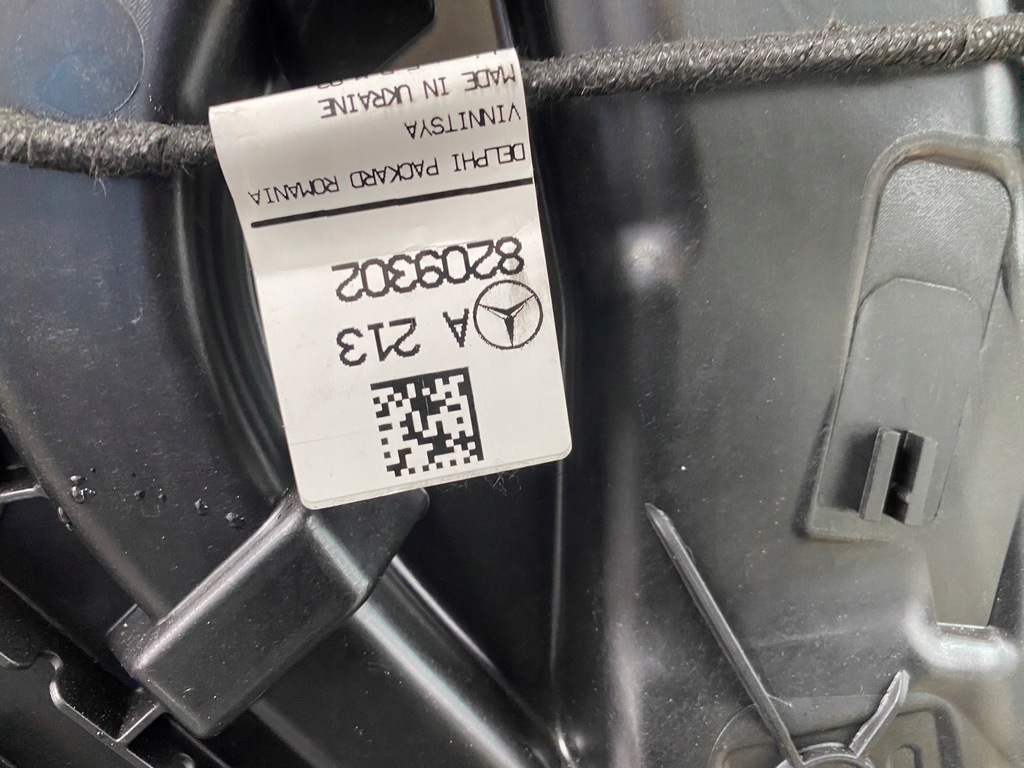 A 213
8209302
DELPHI PACKARD ROMANIA
VINNITSYA
MADE IN UKRAINE